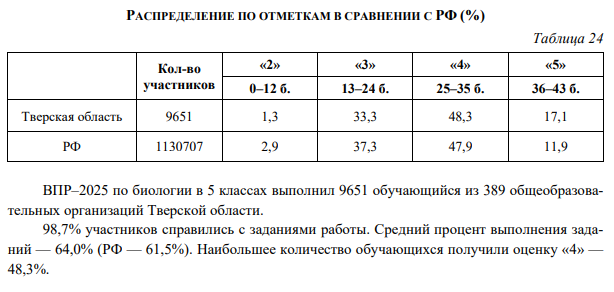 РАСПРЕДЕЛЕНИЕ ПО ОТМЕТКАМ В СРАВНЕНИИ С РФ (%)
Таблица 24
Кол-во участников «2» «3» «4» «5»
0–12 б. 13–24 б. 25–35 б. 36–43 б.
Тверская область 9651 1,3 33,3 48,3 17,1
РФ 1130707 2,9 37,3 47,9 11,9
ВПР–2025 по биологии в 5 классах выполнил 9651 обучающийся из 389 общеобразова-
тельных организаций Тверской области.
98,7% участников справились с заданиями работы. Средний процент выполнения зада-
ний — 64,0% (РФ — 61,5%). Наибольшее количество обучающихся получили оценку «4» —
48,3%.